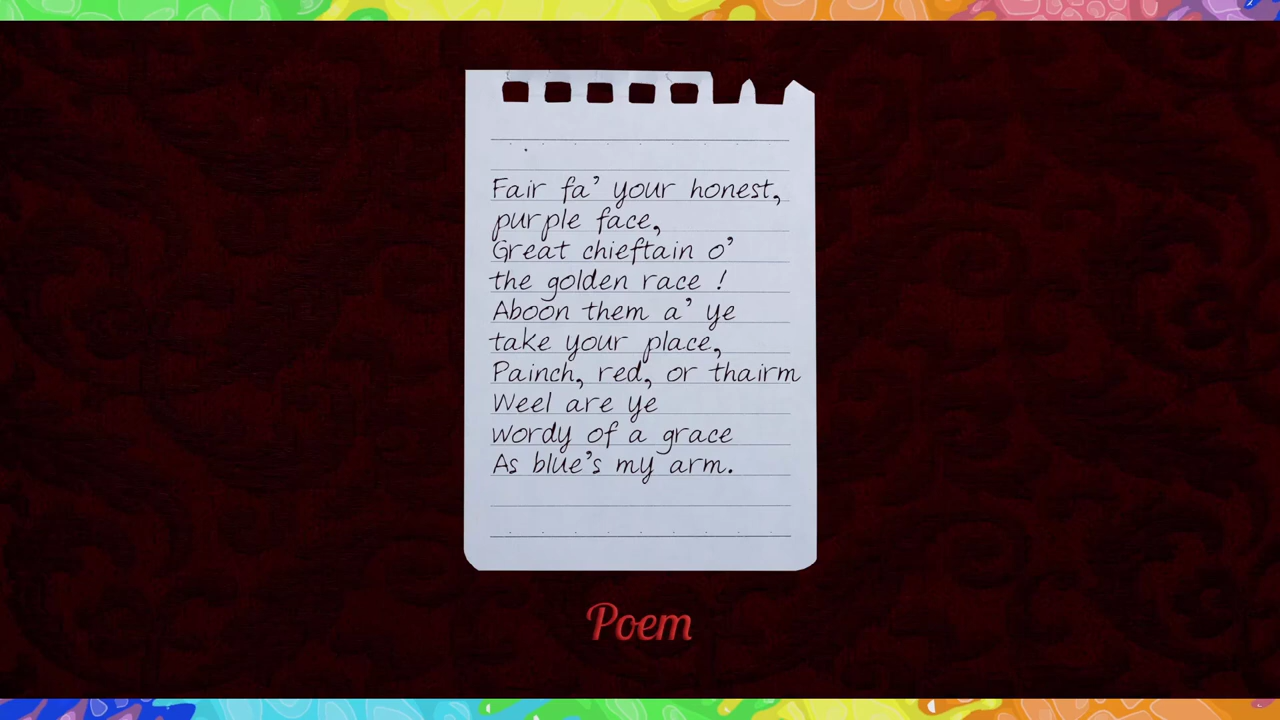 Fair fa' your honest,
purple face,
Great chieftain o'
the golden race !
Aboon them a' ye
take your place,
Painch, red, or thairm
Weel are ye
wordy of a grace
As blue's my arm.
Poem